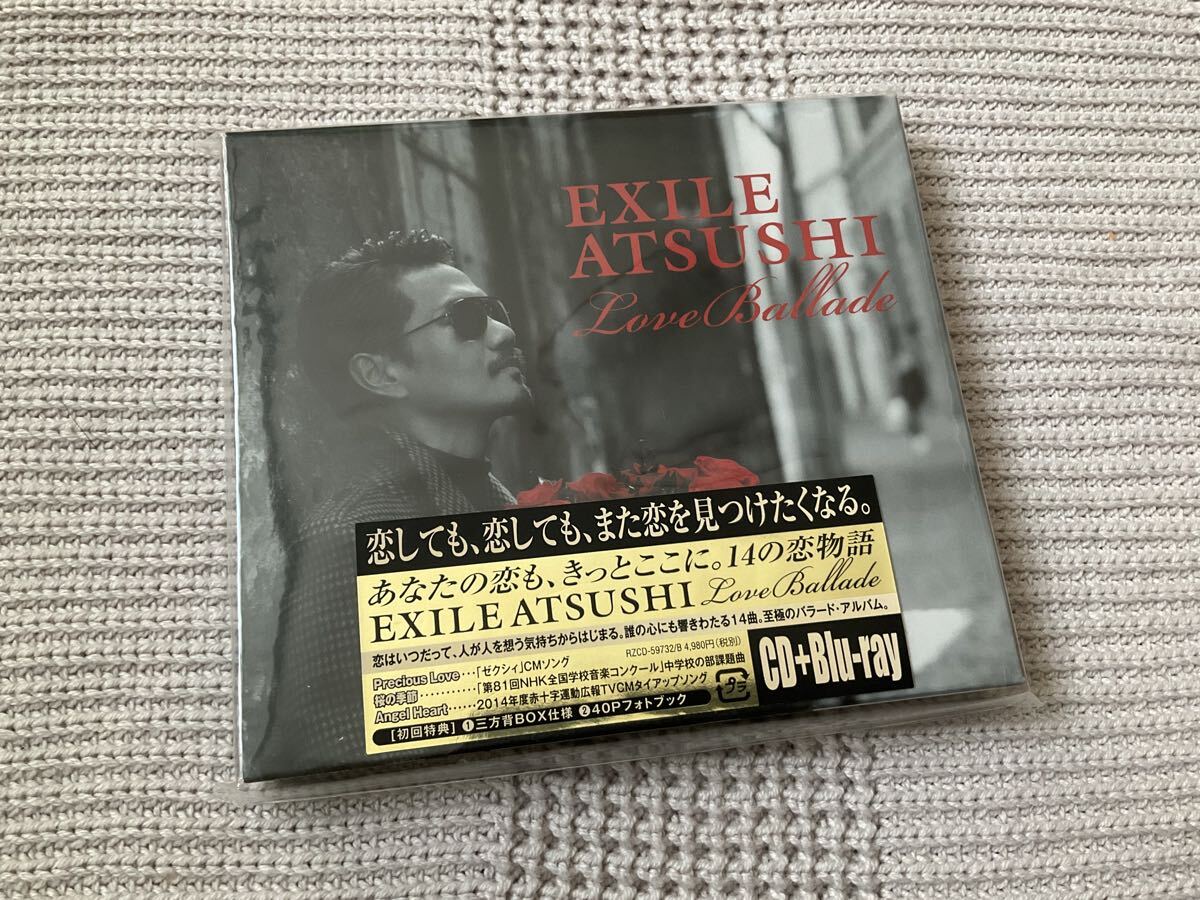 EXILE
ATSUSHI
Love Ballade
恋しても、恋しても、また恋を見つけたくなる。
あなたの恋も、きっとここに。14の恋物語
EXILE ATSUSHI Love Ballade
恋はいつだって、人が人を想う気持ちからはじまる。誰の心にも響きわたる14曲。至極のバラード・アルバム。
RZCD-59732/B 4,980円(税別)
Precious Love…「ゼクシィ」CMソング
桜の季節…………「第81回NHK全国学校音楽コンクール」中学校の部課題曲
Angel Heart……2014年度赤十字運動広報TVCMタイアップソング
[初回特典] ①三方背BOX仕様 ②40Pフォトブック
プラ
CD+Blu-ray